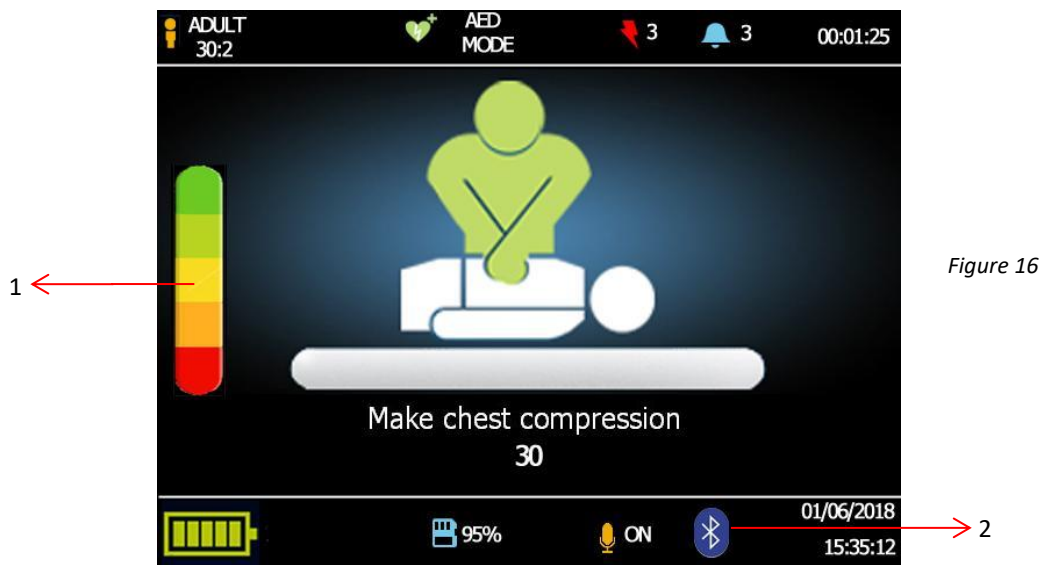 ADULT
30:2
AED
MODE
3
3
00:01:25
1
Figure 16
Make chest compression
30
95%
ON
01/06/2018
15:35:12
2